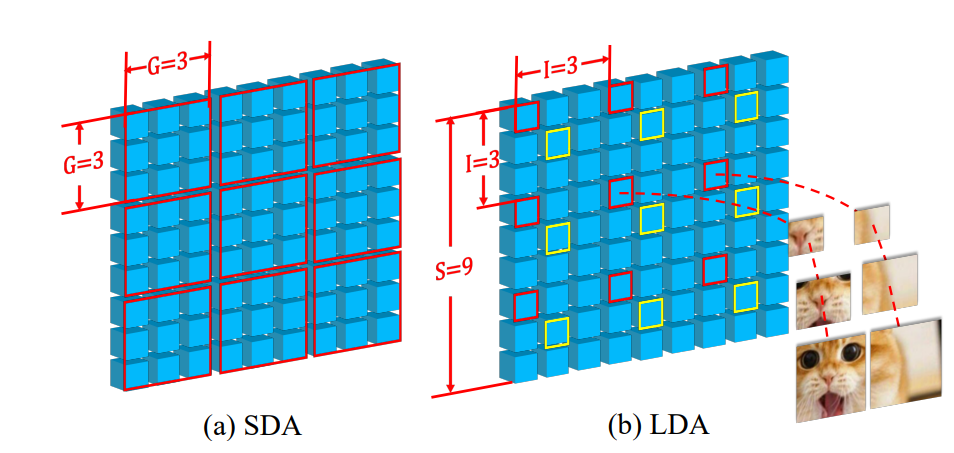 G=3
G=3
(a) SDA
I=3
I=3
S=9
(b) LDA